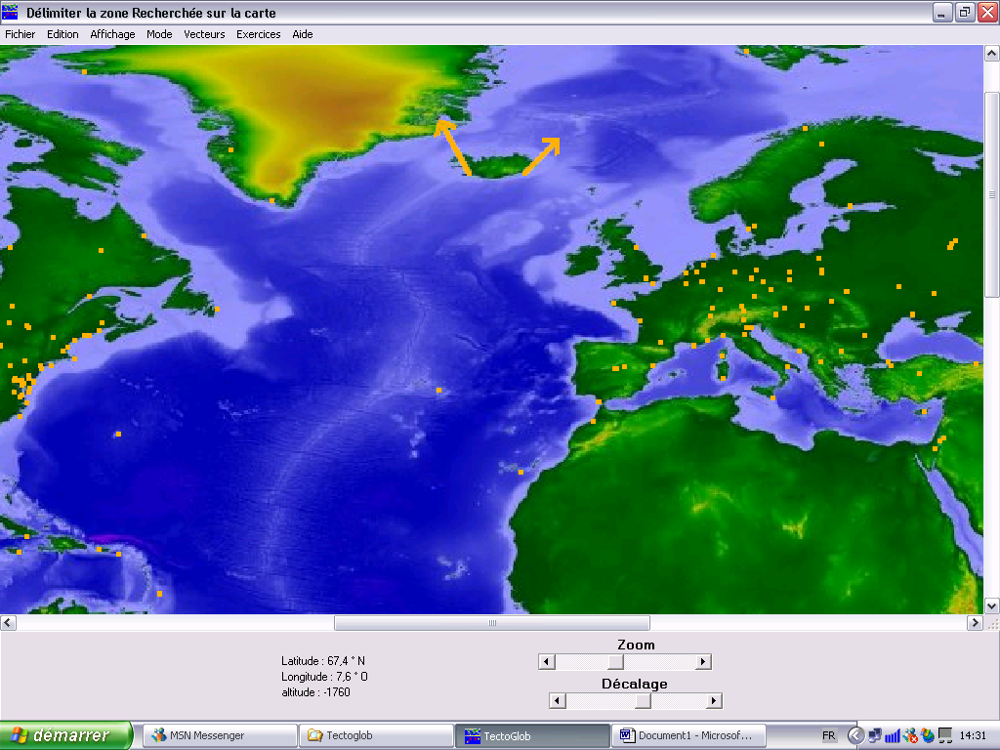 Délimiter la zone Recherchée sur la carte
Fichier Edition Affichage Mode Vecteurs Exercices Aide
Zoom
Latitude : 67,4 ° N
Longitude : 7,6 ° O
Décalage
altitude : -1760
démarrer MSN Messenger Tectoglob TectoGlob Document1 - Microsof... FR 14:31